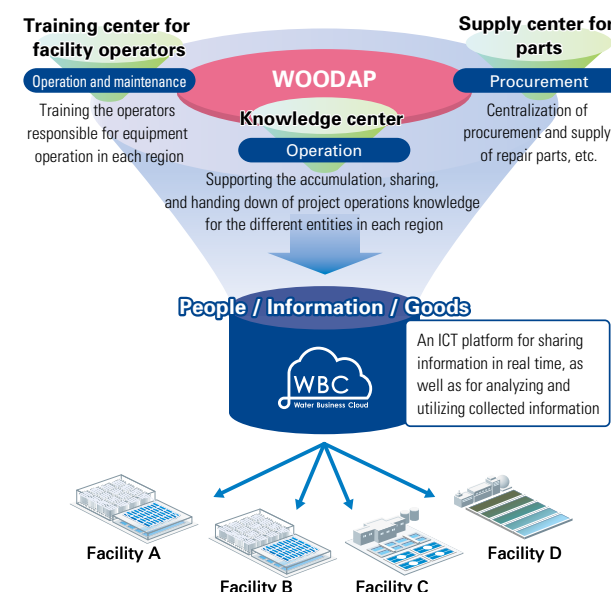 Training center for
facility operators
Operation and maintenance
Training the operators
responsible for equipment
operation in each region
WOODAP
Knowledge center
Operation
Supporting the accumulation, sharing,
and handing down of project operations knowledge
for the different entities in each region
Supply center for
parts
Procurement
Centralization of
procurement and supply
of repair parts, etc.
People / Information / Goods
WBC
Water Business Cloud
An ICT platform for sharing
information in real time, as
well as for analyzing and
utilizing collected information
Facility A
Facility B
Facility C
Facility D